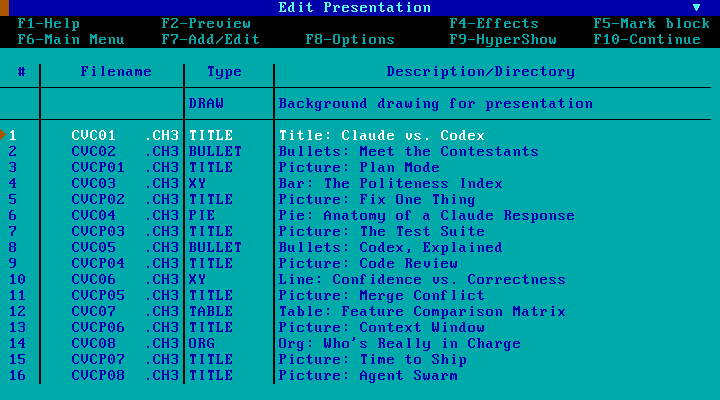 Edit Presentation ▼
F1-Help F2-Preview F4-Effects F5-Mark block
F6-Main Menu F7-Add/Edit F8-Options F9-HyperShow F10-Continue
# Filename Type Description/Directory
DRAW Background drawing for presentation
1 CVC01 .CH3 TITLE Title: Claude vs. Codex
2 CVC02 .CH3 BULLET Bullets: Meet the Contestants
3 CVCP01 .CH3 TITLE Picture: Plan Mode
4 CVC03 .CH3 XY Bar: The Politeness Index
5 CVCP02 .CH3 TITLE Picture: Fix One Thing
6 CVC04 .CH3 PIE Pie: Anatomy of a Claude Response
7 CVCP03 .CH3 TITLE Picture: The Test Suite
8 CVC05 .CH3 BULLET Bullets: Codex, Explained
9 CVCP04 .CH3 TITLE Picture: Code Review
10 CVC06 .CH3 XY Line: Confidence vs. Correctness
11 CVCP05 .CH3 TITLE Picture: Merge Conflict
12 CVC07 .CH3 TABLE Table: Feature Comparison Matrix
13 CVCP06 .CH3 TITLE Picture: Context Window
14 CVC08 .CH3 ORG Org: Who's Really in Charge
15 CVCP07 .CH3 TITLE Picture: Time to Ship
16 CVCP08 .CH3 TITLE Picture: Agent Swarm